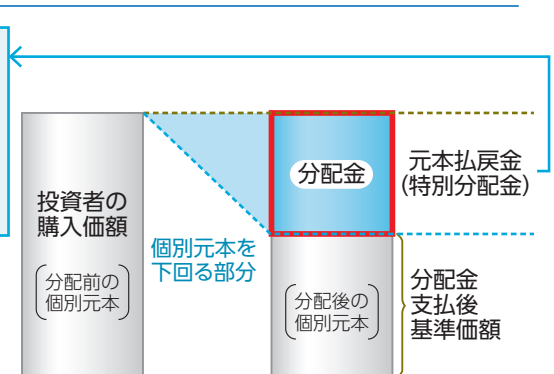 投資者の
購入価額
分配前の
個別元本
個別元本を
下回る部分
分配金
分配後の
個別元本
元本払戻金
(特別分配金)
分配金
支払後
基準価額